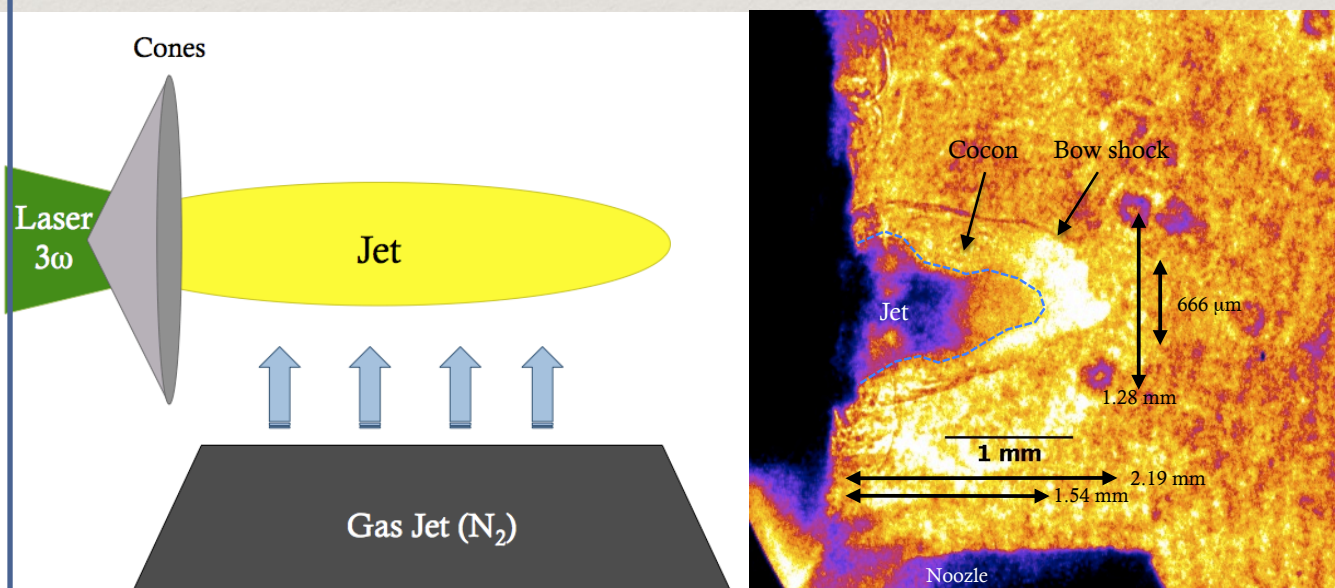 Cones
Laser
3ω
Jet
Gas Jet (N₂)
Cocon
Bow shock
Jet
666 μm
1.28 mm
1 mm
2.19 mm
1.54 mm
Noozle